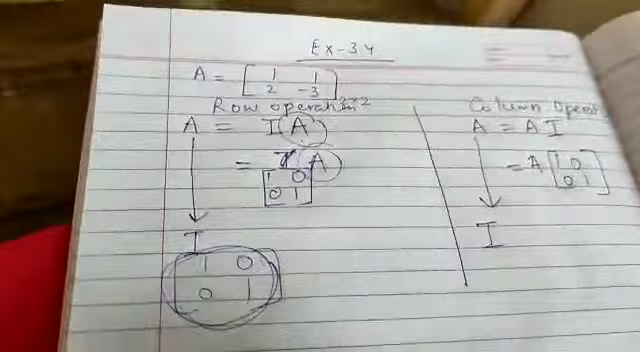 Ex-3.4
A = [ 1 1
2 -3 ] 2×2
Row operation
A = I A
= I A
[ 1 0
0 1 ]
I
[ 1 0
0 1 ]
Column Operat
A = A I
= A [ 1 0
0 1 ]
I